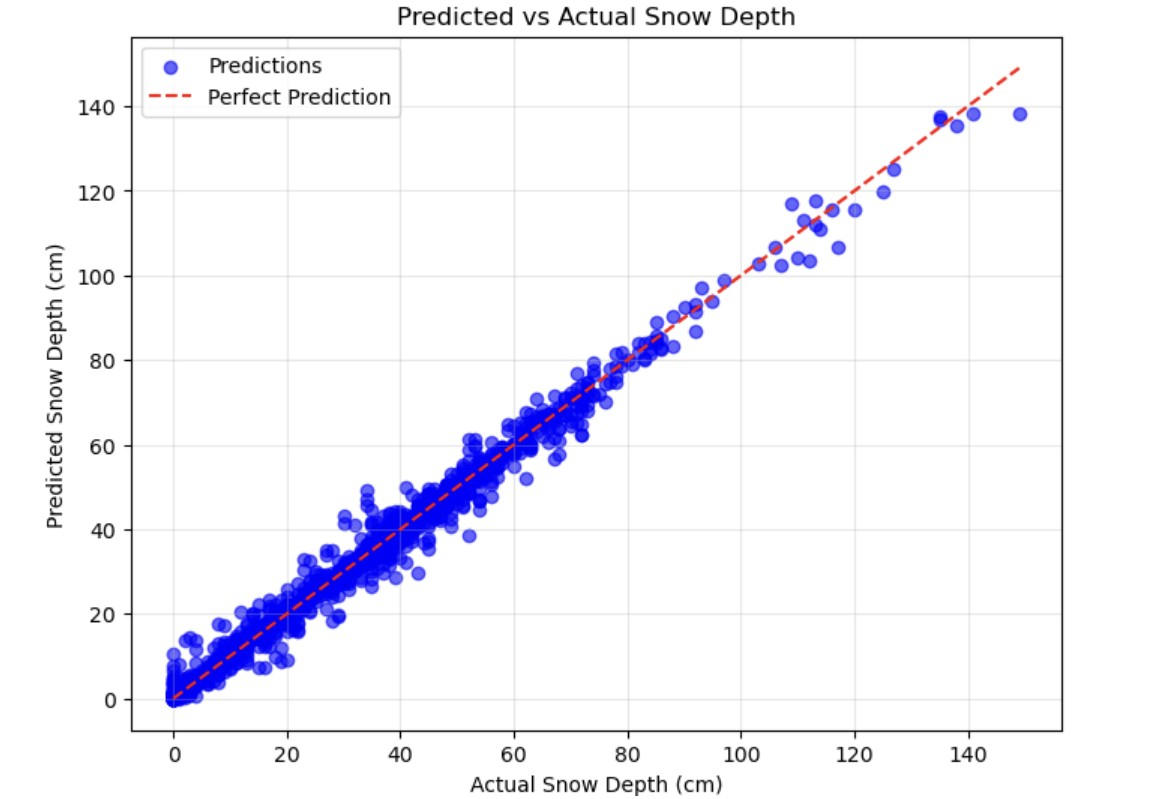 Predicted vs Actual Snow Depth
Predictions
Perfect Prediction
140
120
100
80
60
40
20
0
Predicted Snow Depth (cm)
0 20 40 60 80 100 120 140
Actual Snow Depth (cm)